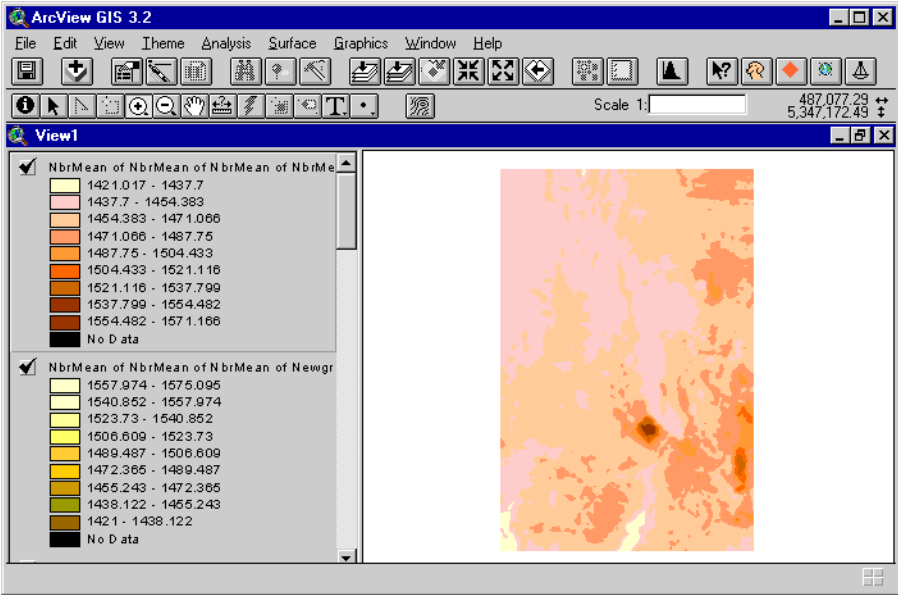 ArcView GIS 3.2
File Edit View Theme Analysis Surface Graphics Window Help
Scale 1:
487,077.29
5,347,172.49
View1
NbrMean of NbrMean of NbrMean of NbrMe
1421.017 - 1437.7
1437.7 - 1454.383
1454.383 - 1471.066
1471.066 - 1487.75
1487.75 - 1504.433
1504.433 - 1521.116
1521.116 - 1537.799
1537.799 - 1554.482
1554.482 - 1571.166
No Data
NbrMean of NbrMean of NbrMean of Newgr
1557.974 - 1575.095
1540.852 - 1557.974
1523.73 - 1540.852
1506.609 - 1523.73
1489.487 - 1506.609
1472.365 - 1489.487
1455.243 - 1472.365
1438.122 - 1455.243
1421 - 1438.122
No Data